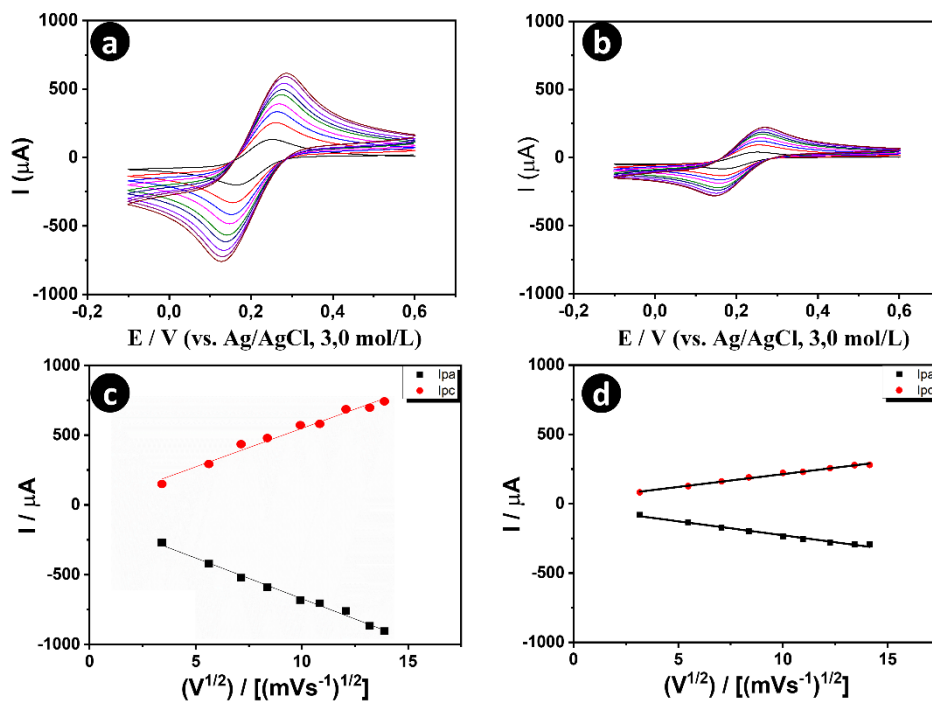 a
1000
500
0
-500
-1000
I (µA)
-0,2
0,0
0,2
0,4
0,6
E / V (vs. Ag/AgCl, 3,0 mol/L)
b
1000
500
0
-500
-1000
I (µA)
-0,2
0,0
0,2
0,4
0,6
E / V (vs. Ag/AgCl, 3,0 mol/L)
c
Ipa
Ipc
1000
500
0
-500
-1000
I / µA
0
5
10
15
(V^1/2) / [(mVs^-1)^1/2]
d
Ipa
1000
500
0
-500
-1000
I / µA
0
5
10
15
(V^1/2) / [(mVs^-1)^1/2]